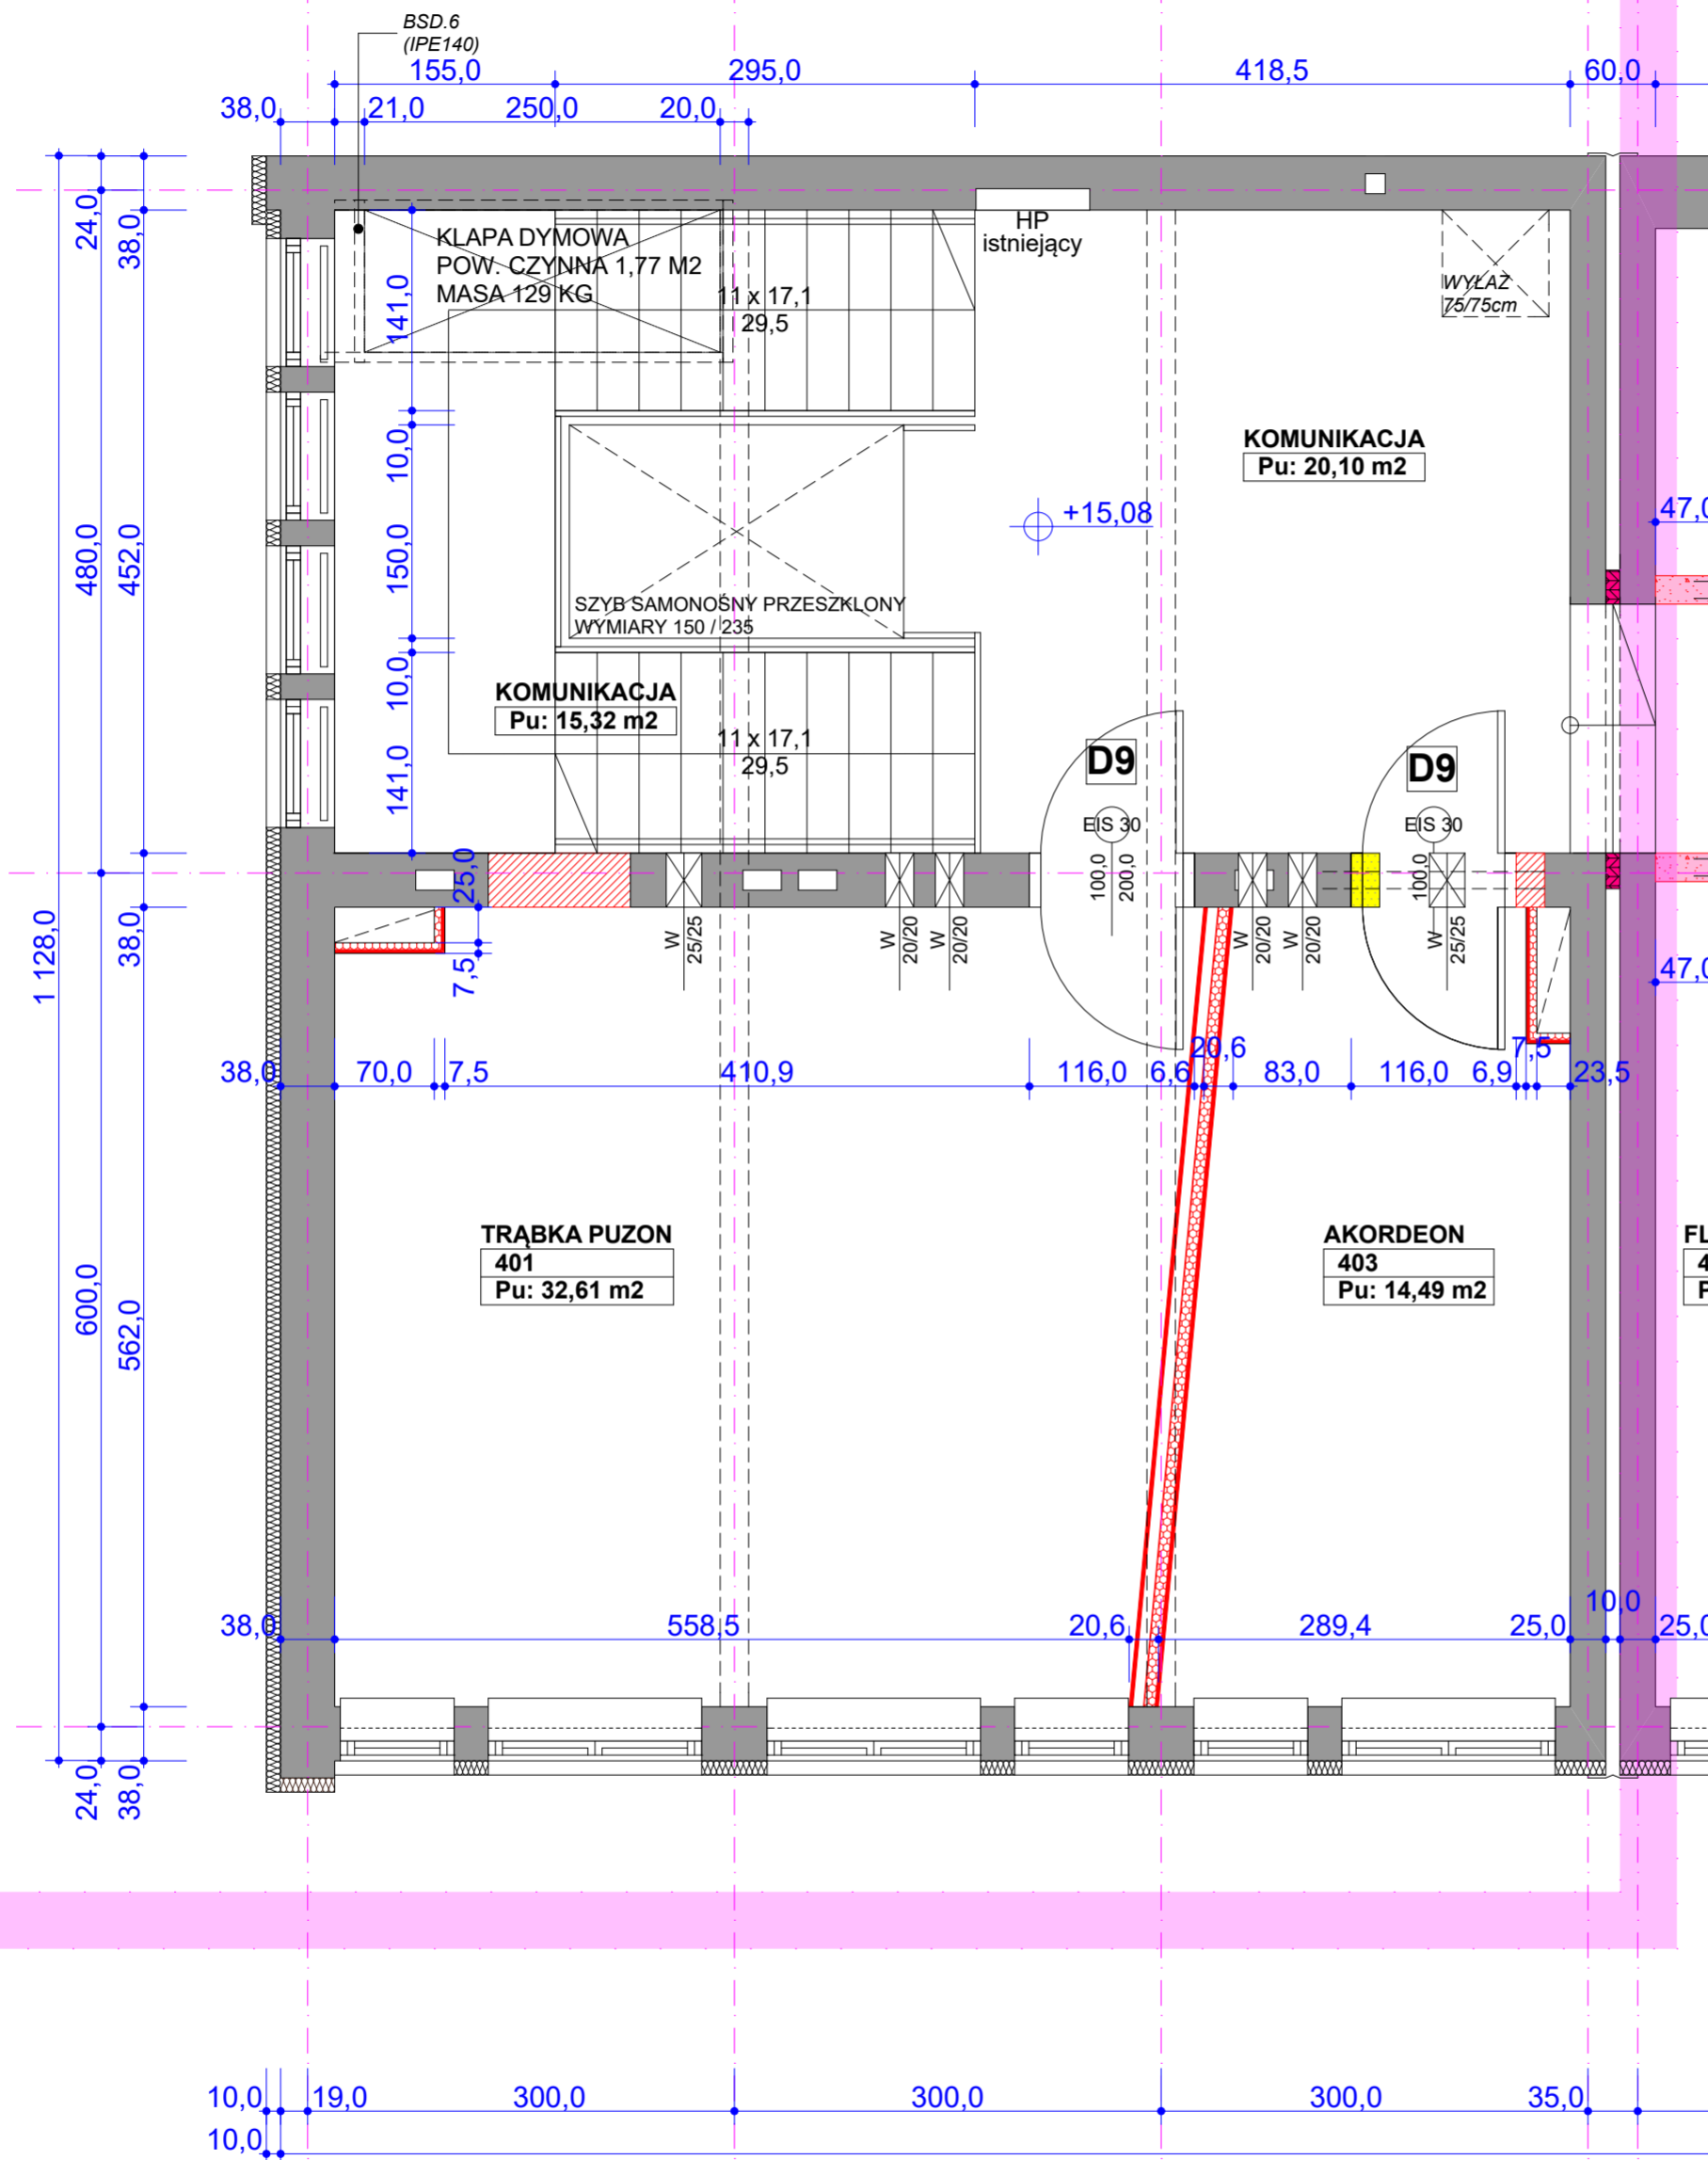 BSD.6
(IPE140)
155,0
295,0
418,5
60,0
38,0
21,0
250,0
20,0
24,0
38,0
HP
istniejący
KLAPA DYMOWA
POW. CZYNNA 1,77 M2
MASA 129 KG
141,0
11 x 17,1
29,5
WYŁAZ
75/75cm
KOMUNIKACJA
Pu: 20,10 m2
10,0
+15,08
47,0
480,0
452,0
150,0
SZYB SAMONOŚNY PRZESZKLONY
WYMIARY 150 / 235
10,0
KOMUNIKACJA
Pu: 15,32 m2
11 x 17,1
29,5
141,0
D9
D9
EIS 30
EIS 30
100,0
200,0
100,0
25,0
1 128,0
38,0
7,5
W
25/25
W
20/20
W
20/20
W
20/20
W
20/20
W
25/25
47,0
38,0
70,0
7,5
410,9
116,0
6,6
20,6
83,0
116,0
6,9
7,5
23,5
TRĄBKA PUZON
401
Pu: 32,61 m2
AKORDEON
403
Pu: 14,49 m2
FL
4
P
600,0
562,0
38,0
558,5
20,6
289,4
25,0
10,0
25,0
24,0
38,0
10,0
19,0
300,0
300,0
300,0
35,0
10,0